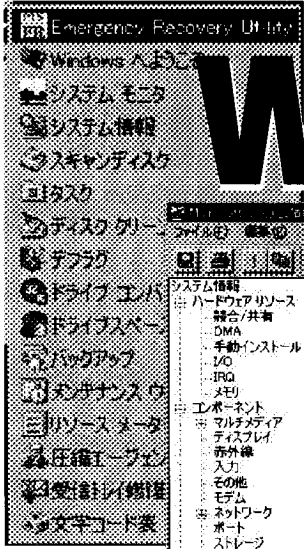 Emergency Recovery Utility
Windows へようこそ
システム モニタ
システム情報
スキャンディスク
タスク
ディスク クリー
デフラグ
ドライブ コンバ
ドライブスペー
バックアップ
メンテナンス ウ
リソース メータ
圧縮エージェン
受信トレイ修復
文字コード表
W
ファイル(F) 編集(E)
システム情報
ハードウェア リソース
競合/共有
DMA
手動インストール
I/O
IRQ
メモリ
コンポーネント
マルチメディア
ディスプレイ
赤外線
入力
その他
モデム
ネットワーク
ポート
ストレージ